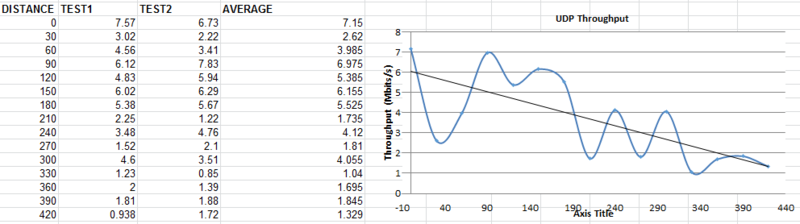 DISTANCE TEST1 TEST2 AVERAGE
0 7.57 6.73 7.15
30 3.02 2.22 2.62
60 4.56 3.41 3.985
90 6.12 7.83 6.975
120 4.83 5.94 5.385
150 6.02 6.29 6.155
180 5.38 5.67 5.525
210 2.25 1.22 1.735
240 3.48 4.76 4.12
270 1.52 2.1 1.81
300 4.6 3.51 4.055
330 1.23 0.85 1.04
360 2 1.39 1.695
390 1.81 1.88 1.845
420 0.938 1.72 1.329
UDP Throughput
Throughput (Mbits/s)
8
7
6
5
4
3
2
1
0
-10 40 90 140 190 240 290 340 390 440
Axis Title